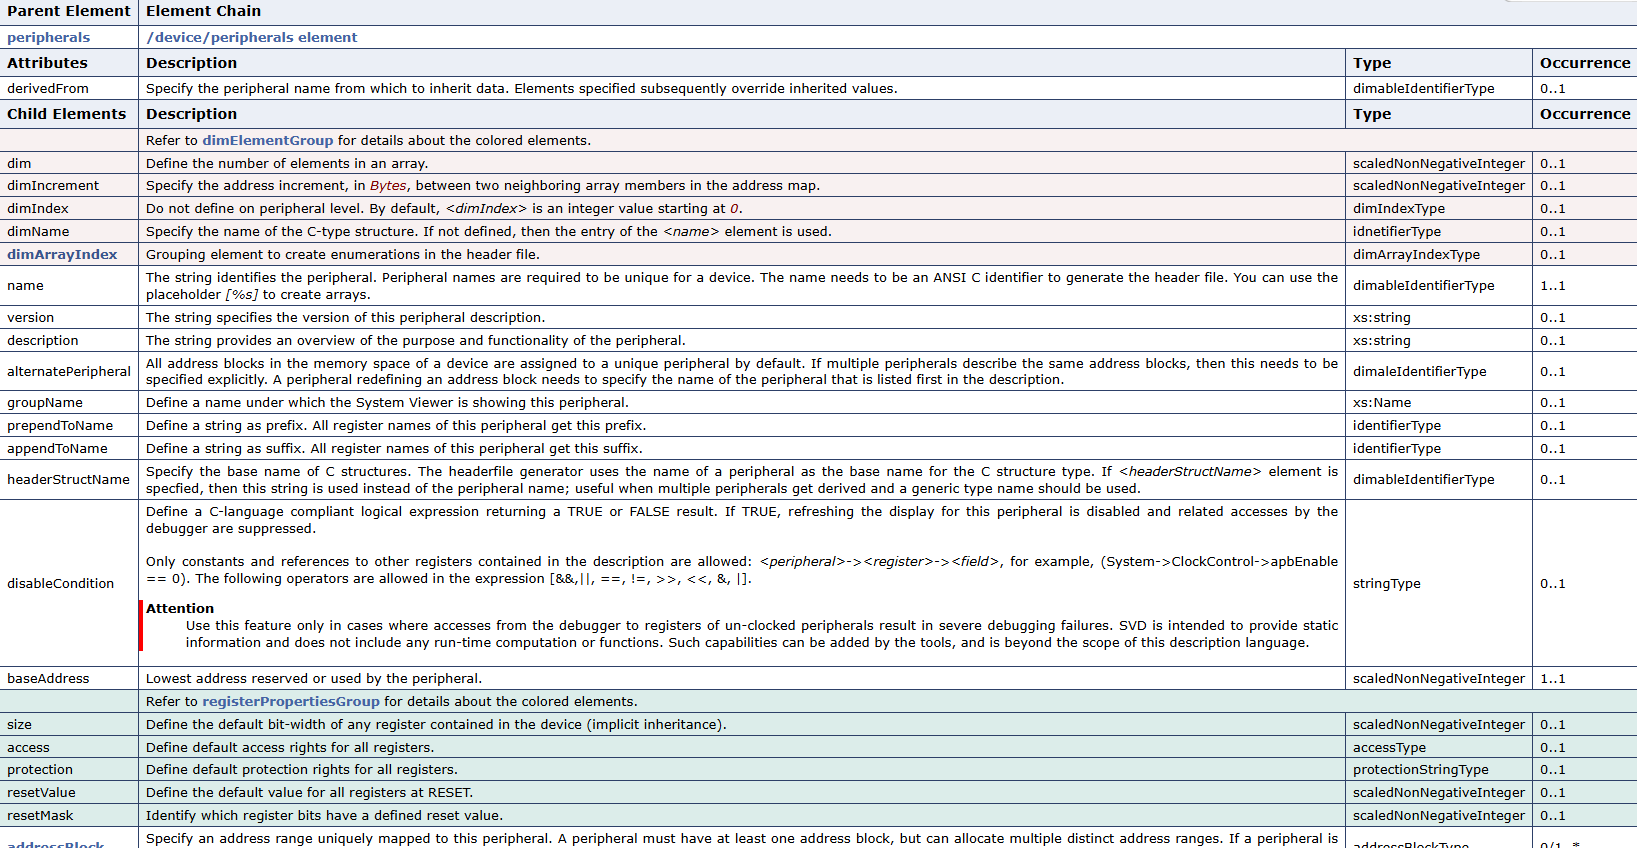 Parent Element Element Chain
peripherals /device/peripherals element
Attributes Description Type Occurrence
derivedFrom Specify the peripheral name from which to inherit data. Elements specified subsequently override inherited values. dimableIdentifierType 0..1
Child Elements Description Type Occurrence
Refer to dimElementGroup for details about the colored elements.
dim Define the number of elements in an array. scaledNonNegativeInteger 0..1
dimIncrement Specify the address increment, in Bytes, between two neighboring array members in the address map. scaledNonNegativeInteger 0..1
dimIndex Do not define on peripheral level. By default, <dimIndex> is an integer value starting at 0. dimIndexType 0..1
dimName Specify the name of the C-type structure. If not defined, then the entry of the <name> element is used. idnetifierType 0..1
dimArrayIndex Grouping element to create enumerations in the header file. dimArrayIndexType 0..1
name The string identifies the peripheral. Peripheral names are required to be unique for a device. The name needs to be an ANSI C identifier to generate the header file. You can use the
placeholder [%s] to create arrays. dimableIdentifierType 1..1
version The string specifies the version of this peripheral description. xs:string 0..1
description The string provides an overview of the purpose and functionality of the peripheral. xs:string 0..1
alternatePeripheral All address blocks in the memory space of a device are assigned to a unique peripheral by default. If multiple peripherals describe the same address blocks, then this needs to be
specified explicitly. A peripheral redefining an address block needs to specify the name of the peripheral that is listed first in the description. dimaleIdentifierType 0..1
groupName Define a name under which the System Viewer is showing this peripheral. xs:Name 0..1
prependToName Define a string as prefix. All register names of this peripheral get this prefix. identifierType 0..1
appendToName Define a string as suffix. All register names of this peripheral get this suffix. identifierType 0..1
headerStructName Specify the base name of C structures. The headerfile generator uses the name of a peripheral as the base name for the C structure type. If <headerStructName> element is
specfied, then this string is used instead of the peripheral name; useful when multiple peripherals get derived and a generic type name should be used. dimableIdentifierType 0..1
disableCondition Define a C-language compliant logical expression returning a TRUE or FALSE result. If TRUE, refreshing the display for this peripheral is disabled and related accesses by the
debugger are suppressed.
Only constants and references to other registers contained in the description are allowed: <peripheral>-><register>-><field>, for example, (System->ClockControl->apbEnable
== 0). The following operators are allowed in the expression [&&,||, ==, !=, >>, <<, &, |]. stringType 0..1
Attention
Use this feature only in cases where accesses from the debugger to registers of un-clocked peripherals result in severe debugging failures. SVD is intended to provide static
information and does not include any run-time computation or functions. Such capabilities can be added by the tools, and is beyond the scope of this description language.
baseAddress Lowest address reserved or used by the peripheral. scaledNonNegativeInteger 1..1
Refer to registerPropertiesGroup for details about the colored elements.
size Define the default bit-width of any register contained in the device (implicit inheritance). scaledNonNegativeInteger 0..1
access Define default access rights for all registers. accessType 0..1
protection Define default protection rights for all registers. protectionStringType 0..1
resetValue Define the default value for all registers at RESET. scaledNonNegativeInteger 0..1
resetMask Identify which register bits have a defined reset value. scaledNonNegativeInteger 0..1
addressBlock Specify an address range uniquely mapped to this peripheral. A peripheral must have at least one address block, but can allocate multiple distinct address ranges. If a peripheral is addressBlockType 0/1..*